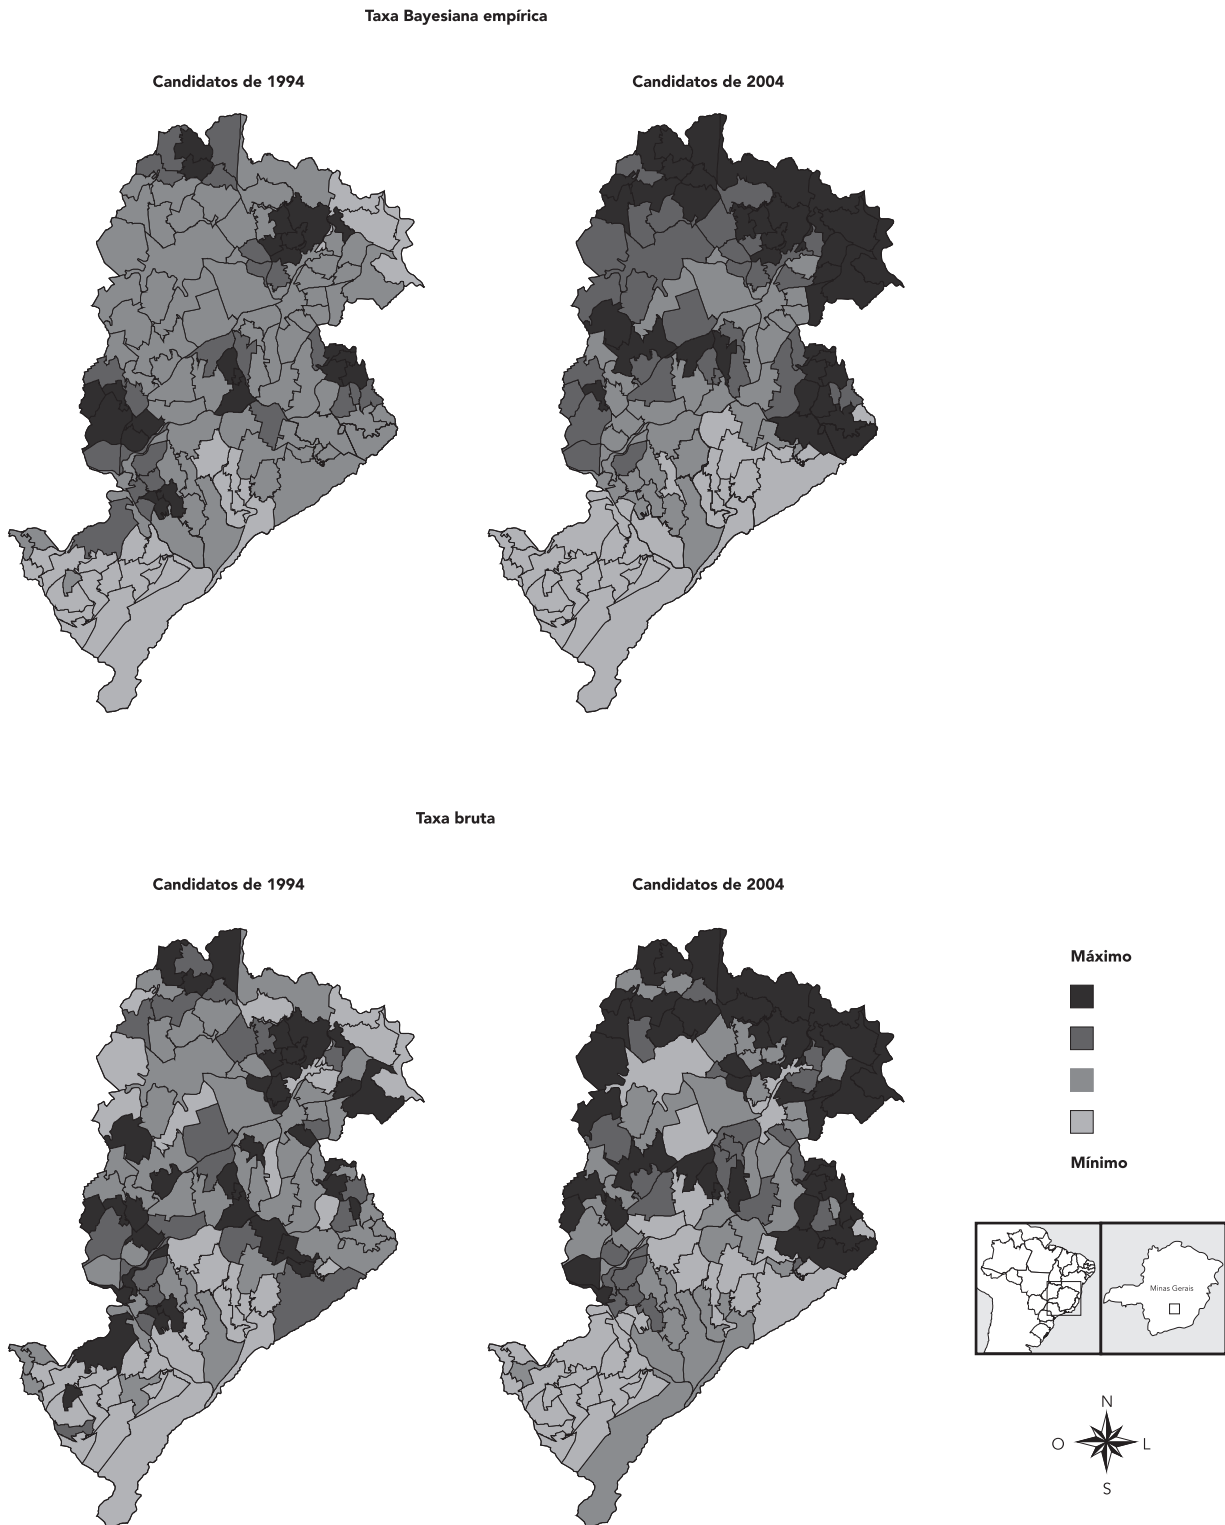 Taxa Bayesiana empírica
Candidatos de 1994
Candidatos de 2004
Taxa bruta
Candidatos de 1994
Candidatos de 2004
Máximo
Mínimo
Minas Gerais
N
O
L
S